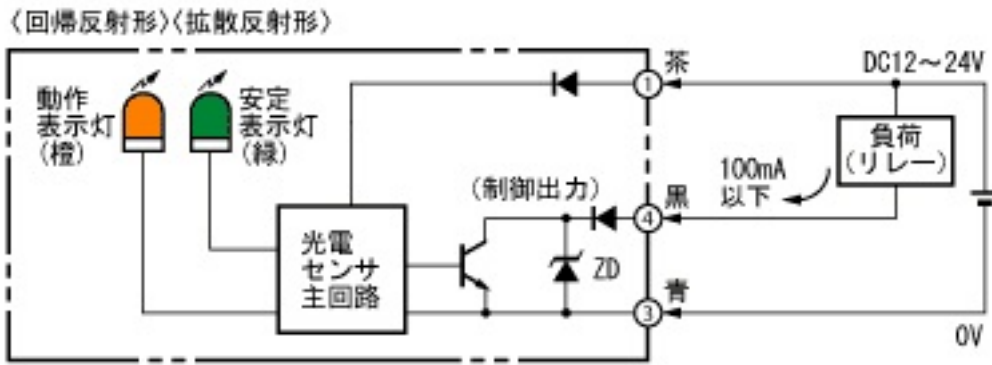 〈回帰反射形〉〈拡散反射形〉
動作
表示灯
(橙)
安定
表示灯
(緑)
①
茶
DC12~24V
負荷
(リレー)
100mA
以下
(制御出力)
④
黒
光電
センサ
主回路
ZD
③
青
0V